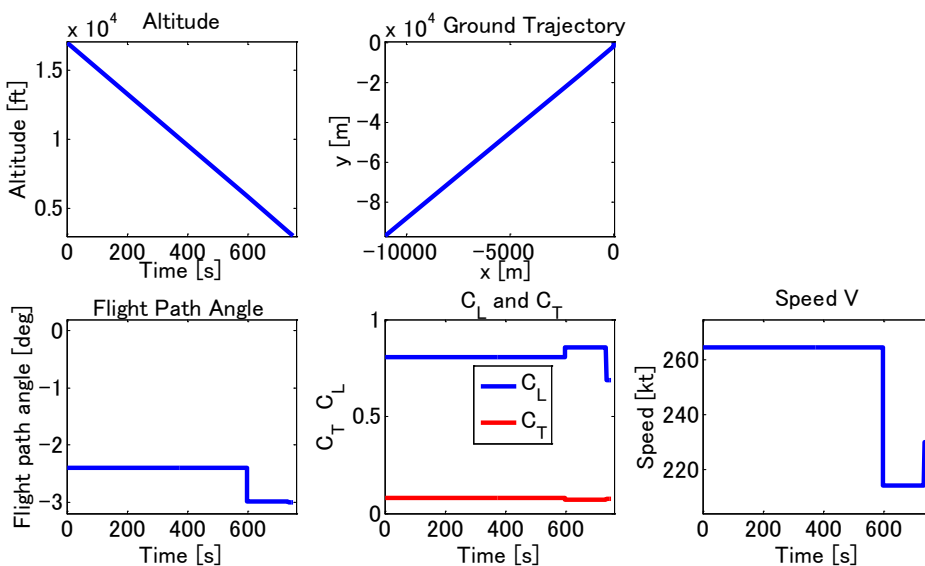 x 10^4 Altitude
1.5
1
0.5
Altitude [ft]
0 200 400 600
Time [s]
x 10^4 Ground Trajectory
0
-2
-4
-6
-8
y [m]
-10000 -5000 0
x [m]
Flight Path Angle
0
-1
-2
-3
Flight path angle [deg]
0 200 400 600
Time [s]
C_L and C_T
1
0.5
0
C_T C_L
C_L
C_T
0 200 400 600
Time [s]
Speed V
260
240
220
Speed [kt]
0 200 400 600
Time [s]